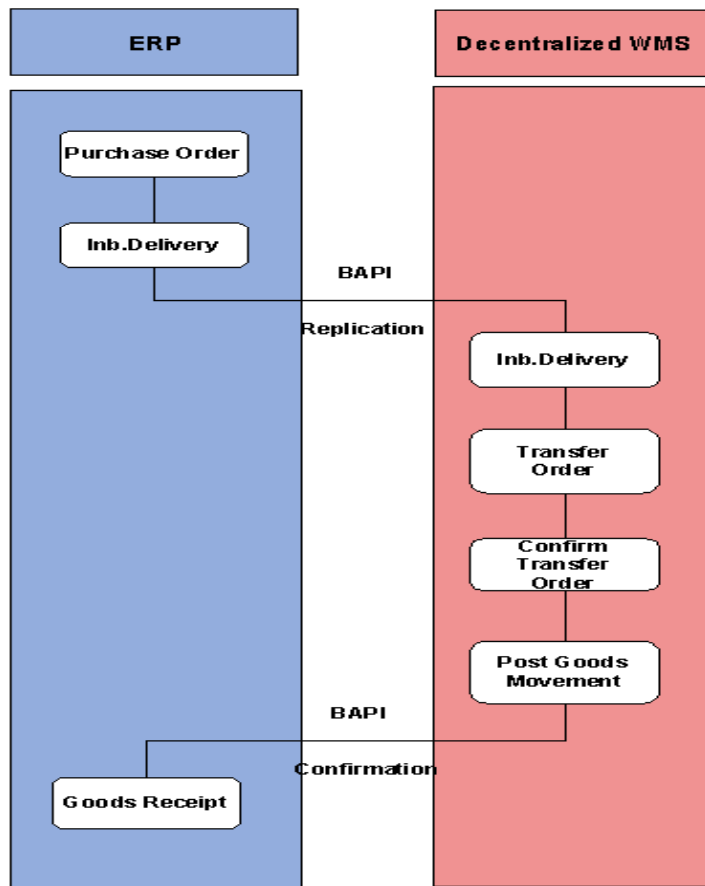 ERP
Decentralized WMS
Purchase Order
Inb.Delivery
BAPI
Replication
Inb.Delivery
Transfer
Order
Confirm
Transfer
Order
Post Goods
Movement
BAPI
Confirmation
Goods Receipt